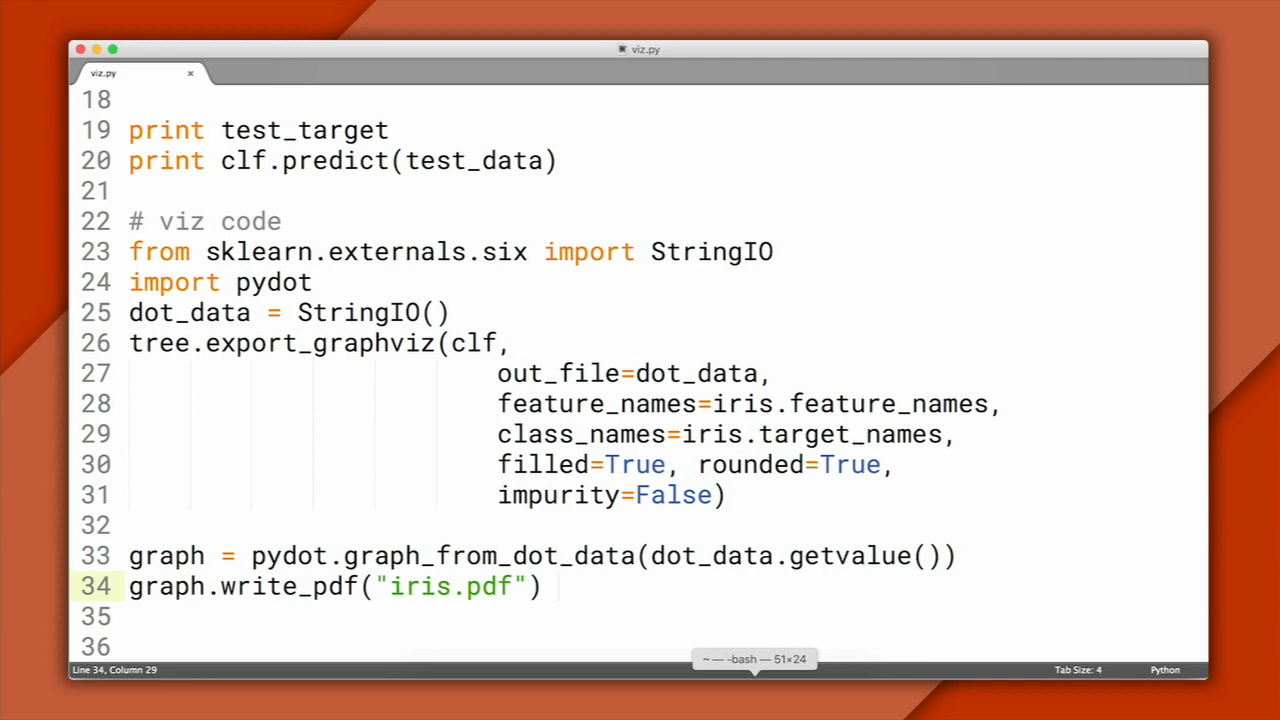 viz.py
viz.py ×
18
19 print test_target
20 print clf.predict(test_data)
21
22 # viz code
23 from sklearn.externals.six import StringIO
24 import pydot
25 dot_data = StringIO()
26 tree.export_graphviz(clf,
27 out_file=dot_data,
28 feature_names=iris.feature_names,
29 class_names=iris.target_names,
30 filled=True, rounded=True,
31 impurity=False)
32
33 graph = pydot.graph_from_dot_data(dot_data.getvalue())
34 graph.write_pdf("iris.pdf")
35
36
~ — -bash — 51×24
Line 34, Column 29 Tab Size: 4 Python